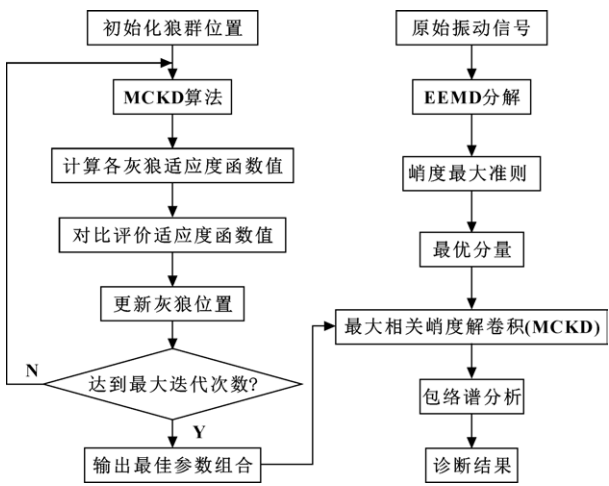 初始化狼群位置
MCKD算法
计算各灰狼适应度函数值
对比评价适应度函数值
更新灰狼位置
达到最大迭代次数?
N
Y
输出最佳参数组合
原始振动信号
EEMD分解
峭度最大准则
最优分量
最大相关峭度解卷积(MCKD)
包络谱分析
诊断结果